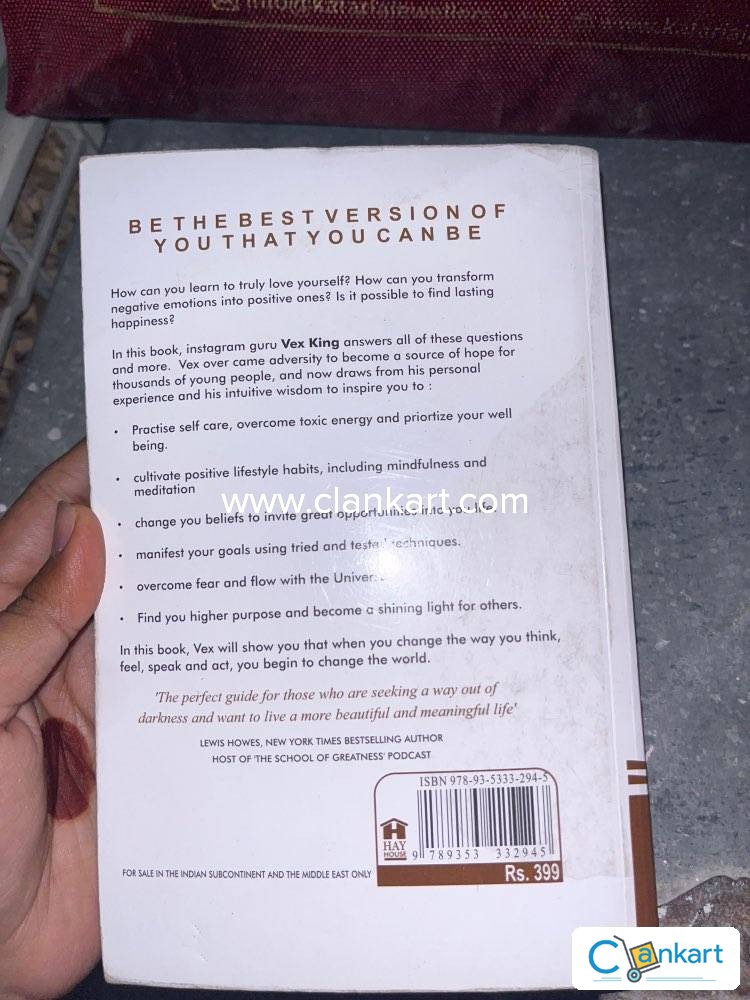 BE THE BEST VERSION OF
YOU THAT YOU CAN BE
How can you learn to truly love yourself? How can you transform
negative emotions into positive ones? Is it possible to find lasting
happiness?
In this book, instagram guru Vex King answers all of these questions
and more. Vex over came adversity to become a source of hope for
thousands of young people, and now draws from his personal
experience and his intuitive wisdom to inspire you to :
• Practise self care, overcome toxic energy and priortize your well
being.
• cultivate positive lifestyle habits, including mindfulness and
meditation
www.clankart.com
• change you beliefs to invite great opportunities into you life.
• manifest your goals using tried and tested techniques.
• overcome fear and flow with the
• Find you higher purpose and become a shining light for others.
In this book, Vex will show you that when you change the way you think,
feel, speak and act, you begin to change the world.
'The perfect guide for those who are seeking a way out of
darkness and want to live a more beautiful and meaningful life'
LEWIS HOWES, NEW YORK TIMES BESTSELLING AUTHOR
HOST OF 'THE SCHOOL OF GREATNESS' PODCAST
ISBN 978-93-5333-294-5
HAY
HOUSE
9 789353 332945
Rs. 399
FOR SALE IN THE INDIAN SUBCONTINENT AND THE MIDDLE EAST ONLY
Clankart